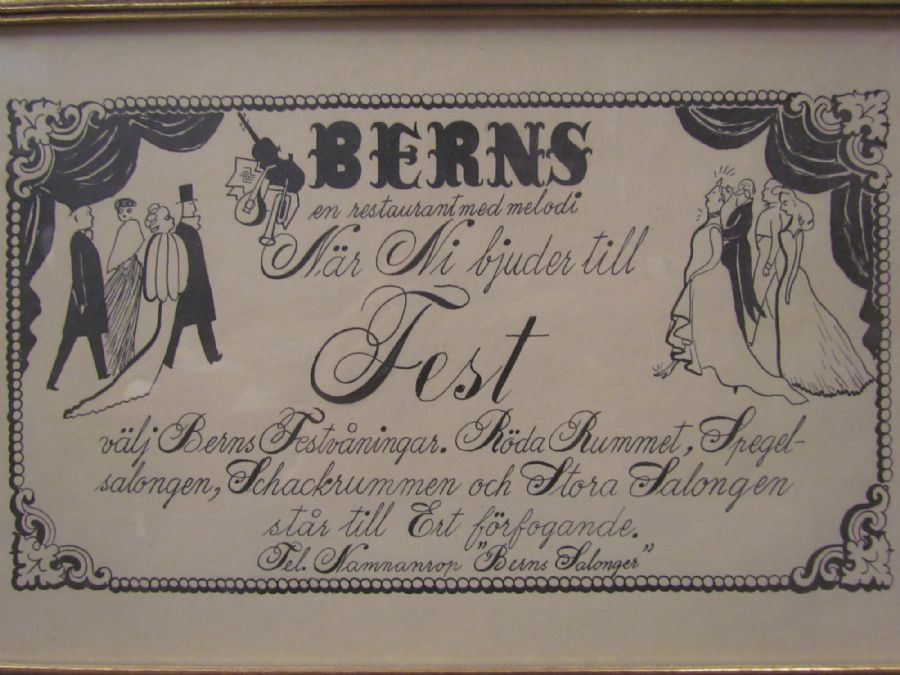 BERNS
en restaurant med melodi
När Ni bjuder till
Fest
välj Berns Festvåningar. Röda Rummet, Spegel-
salongen, Schackrummen och Stora Salongen
står till Ert förfogande.
Tel. Namnanrop "Berns Salonger"